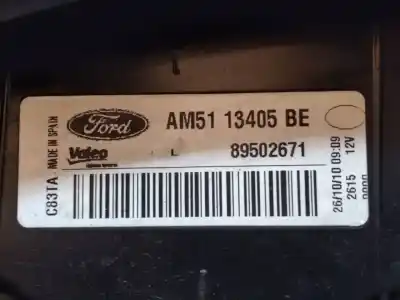 Ford
AM51 13405 BE
Valeo
L
89502671
MADE IN SPAIN
C83TA
26/10/10 09:09
2615 12V